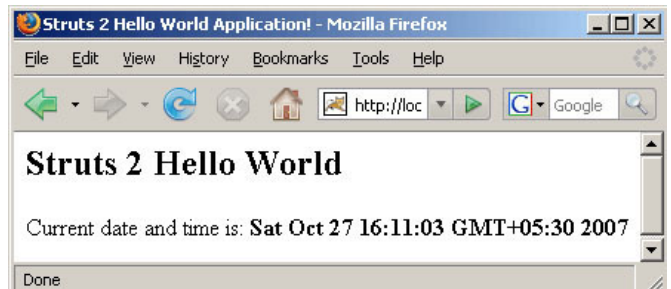 Struts 2 Hello World Application! - Mozilla Firefox
File Edit View History Bookmarks Tools Help
http://loc G Google
Struts 2 Hello World
Current date and time is: Sat Oct 27 16:11:03 GMT+05:30 2007
Done